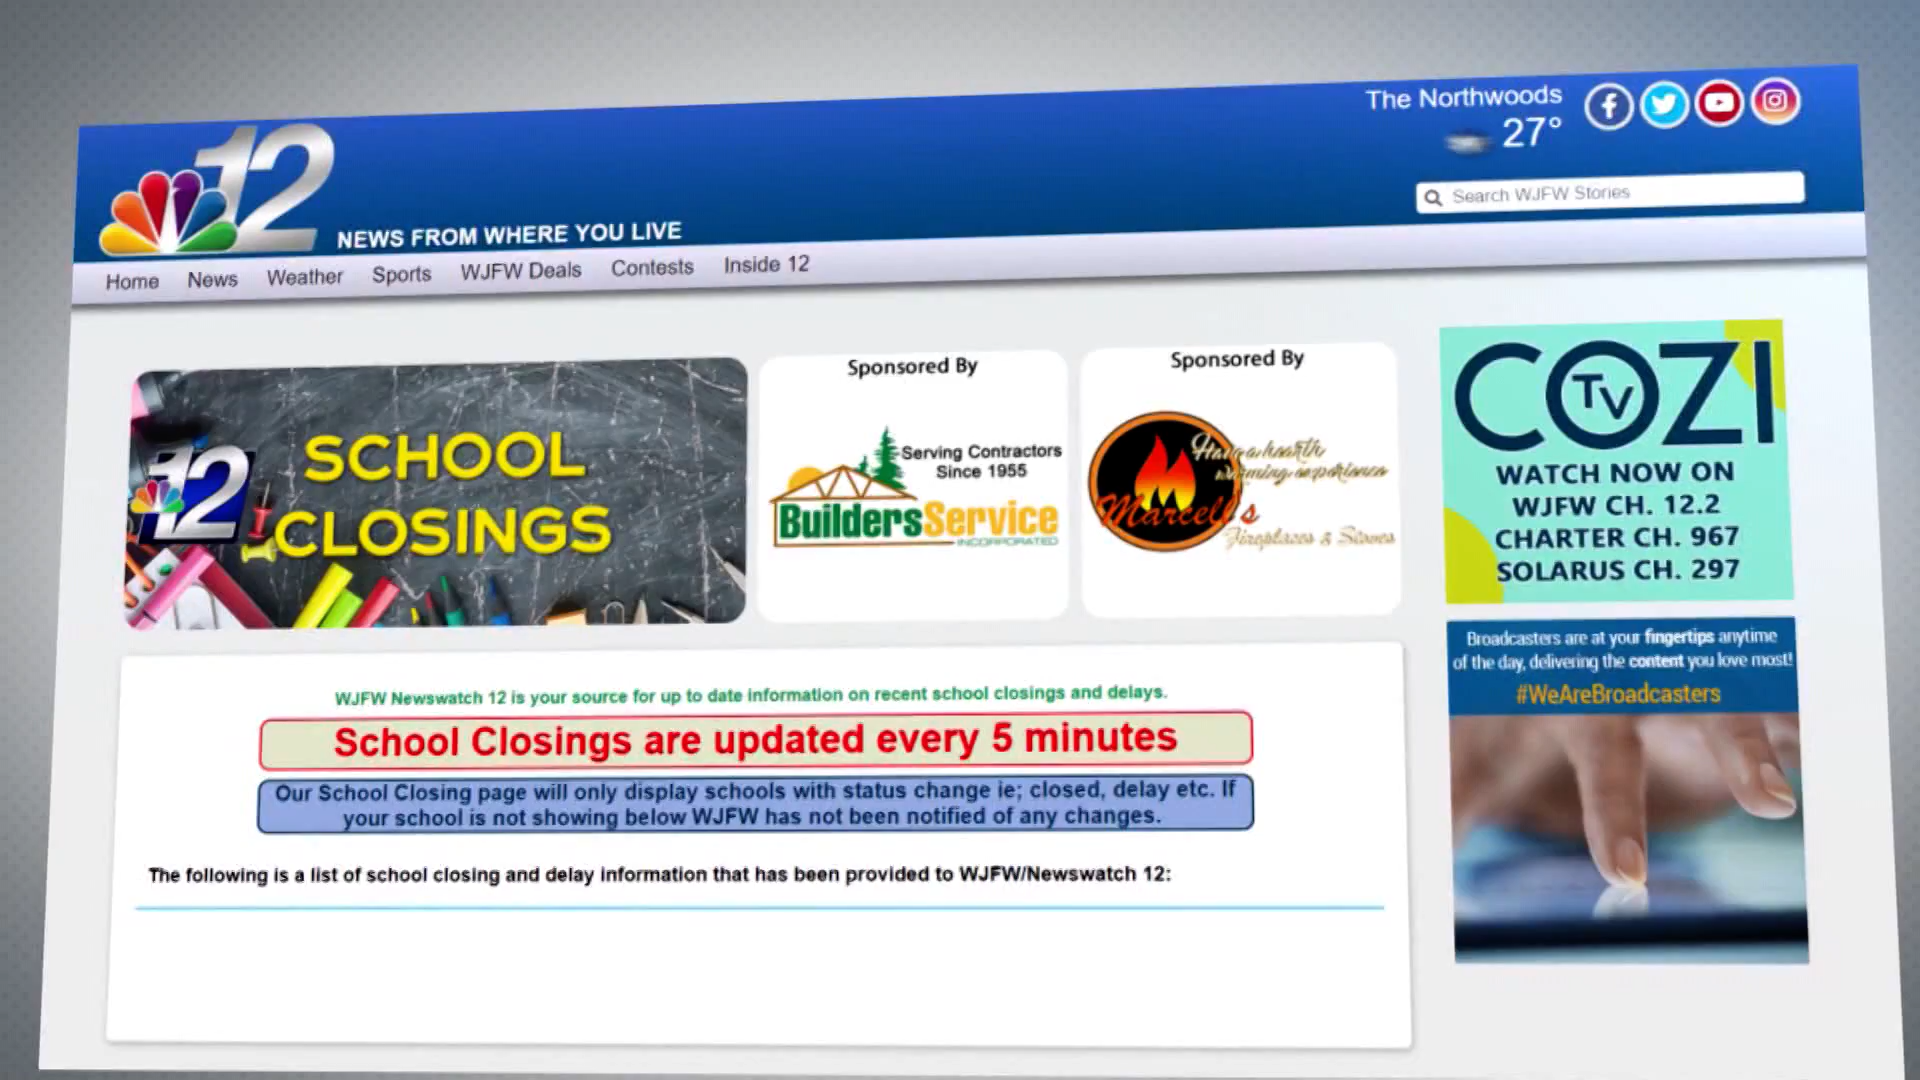 12
NEWS FROM WHERE YOU LIVE
The Northwoods
27°
Search WJFW Stories
Home News Weather Sports WJFW Deals Contests Inside 12
12
SCHOOL
CLOSINGS
Sponsored By
Serving Contractors
Since 1955
BuildersService
INCORPORATED
Sponsored By
Have a hearth
warming experience
Marcell's
Fireplaces & Stoves
COZI
TV
WATCH NOW ON
WJFW CH. 12.2
CHARTER CH. 967
SOLARUS CH. 297
Broadcasters are at your fingertips anytime
of the day, delivering the content you love most!
#WeAreBroadcasters
WJFW Newswatch 12 is your source for up to date information on recent school closings and delays.
School Closings are updated every 5 minutes
Our School Closing page will only display schools with status change ie; closed, delay etc. If
your school is not showing below WJFW has not been notified of any changes.
The following is a list of school closing and delay information that has been provided to WJFW/Newswatch 12: